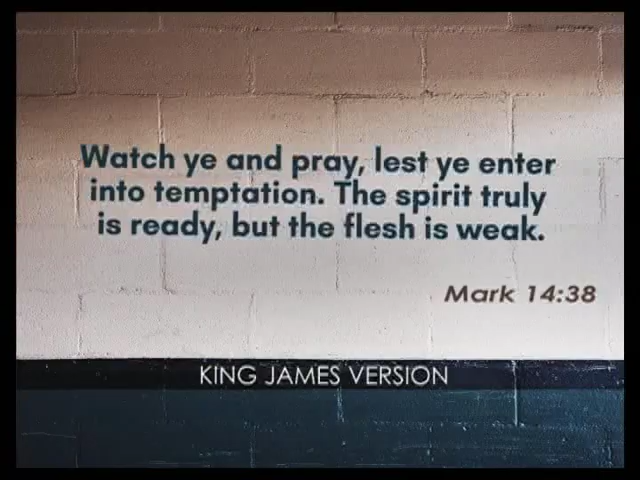 Watch ye and pray, lest ye enter
into temptation. The spirit truly
is ready, but the flesh is weak.
Mark 14:38
KING JAMES VERSION